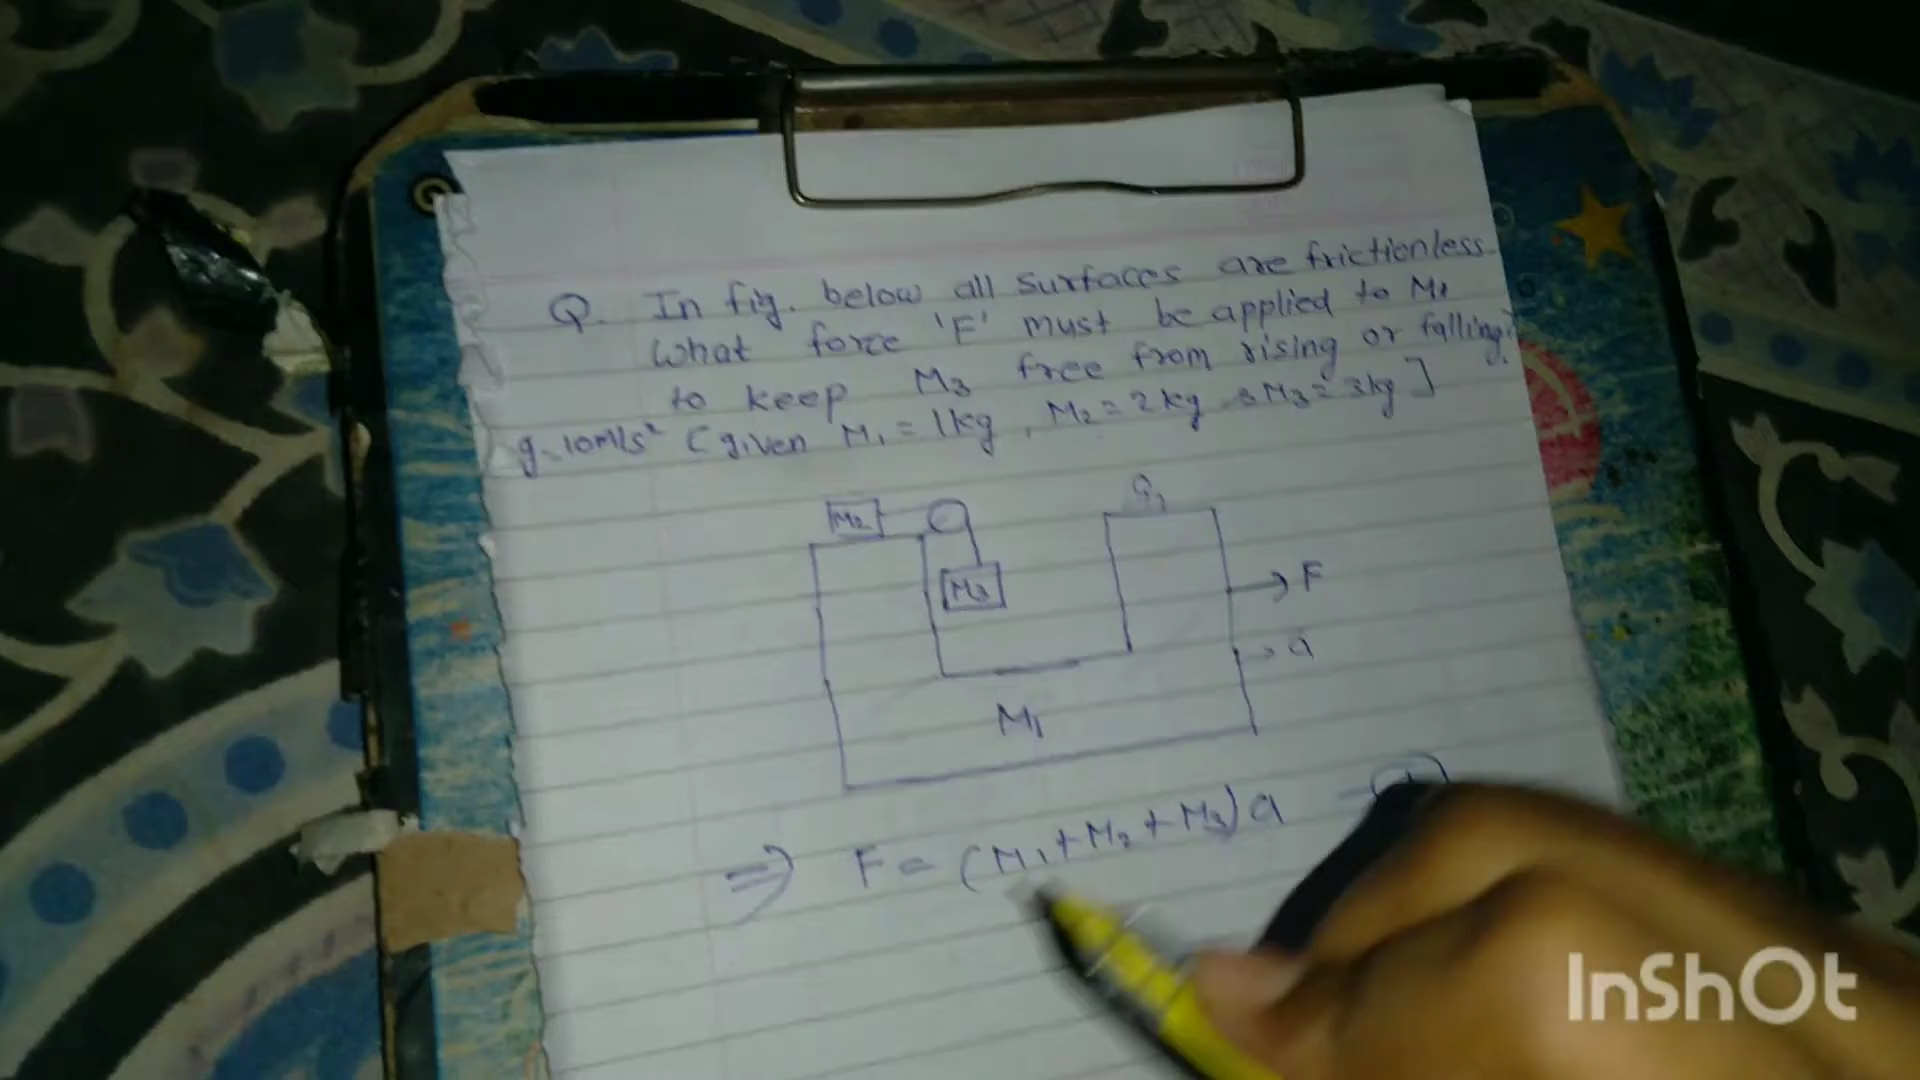 Q. In fig. below all surfaces are frictionless.
What force 'F' must be applied to M1
to keep M3 free from rising or falling?
g=10m/s² (given M1 = 1kg, M2 = 2kg & M3 = 3kg]
M2
M3
F
a
M1
⇒ F = (M1+M2+M3)a
InShOt